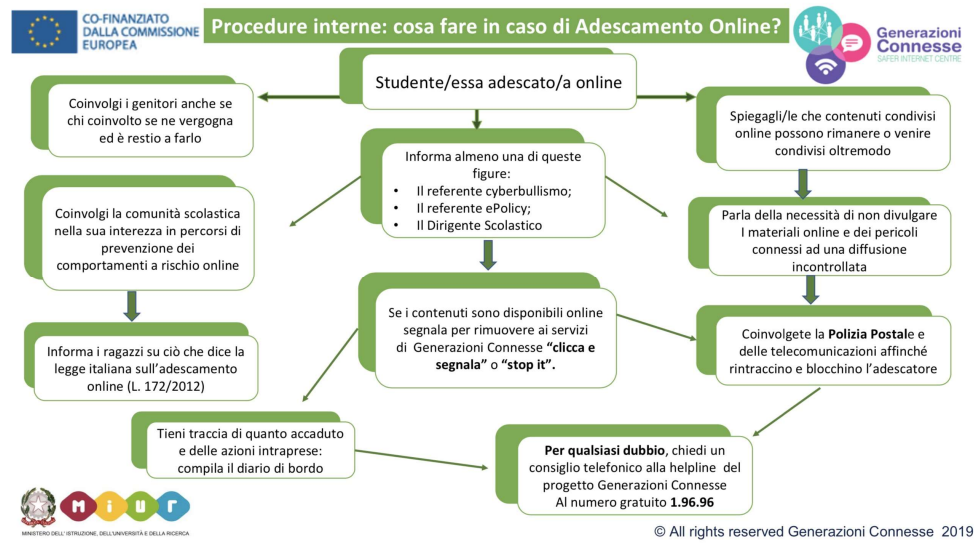 CO-FINANZIATO
DALLA COMMISSIONE
EUROPEA
Procedure interne: cosa fare in caso di Adescamento Online?
Generazioni
Connesse
SAFER INTERNET CENTRE
Studente/essa adescato/a online
Coinvolgi i genitori anche se
chi coinvolto se ne vergogna
ed è restio a farlo
Informa almeno una di queste
figure:
• Il referente cyberbullismo;
• Il referente ePolicy;
• Il Dirigente Scolastico
Spiegagli/le che contenuti condivisi
online possono rimanere o venire
condivisi oltremodo
Coinvolgi la comunità scolastica
nella sua interezza in percorsi di
prevenzione dei
comportamenti a rischio online
Parla della necessità di non divulgare
I materiali online e dei pericoli
connessi ad una diffusione
incontrollata
Se i contenuti sono disponibili online
segnala per rimuovere ai servizi
di Generazioni Connesse “clicca e
segnala” o “stop it”.
Informa i ragazzi su ciò che dice la
legge italiana sull’adescamento
online (L. 172/2012)
Coinvolgete la Polizia Postale e
delle telecomunicazioni affinché
rintraccino e blocchino l’adescatore
Tieni traccia di quanto accaduto
e delle azioni intraprese:
compila il diario di bordo
Per qualsiasi dubbio, chiedi un
consiglio telefonico alla helpline del
progetto Generazioni Connesse
Al numero gratuito 1.96.96
miur
MINISTERO DELL’ISTRUZIONE, DELL’UNIVERSITÀ E DELLA RICERCA
© All rights reserved Generazioni Connesse 2019